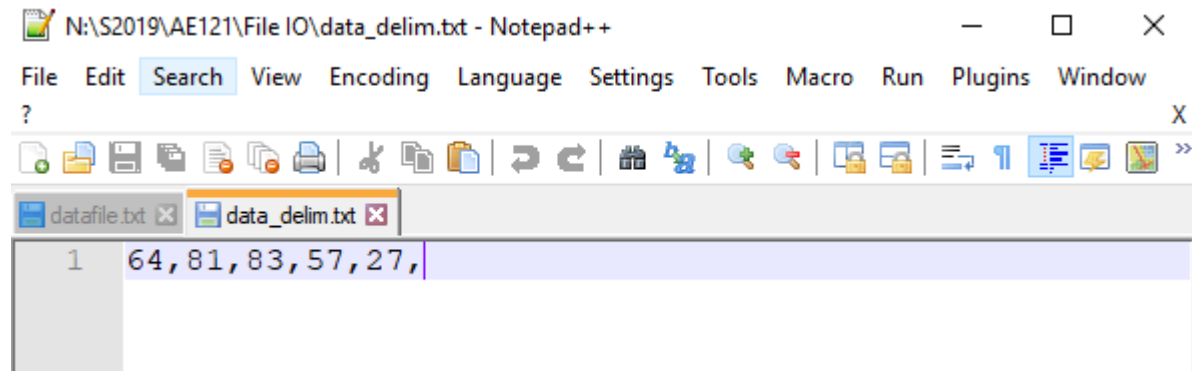 N:\S2019\AE121\File IO\data_delim.txt - Notepad++
File Edit Search View Encoding Language Settings Tools Macro Run Plugins Window
? X
datafile.txt data_delim.txt
1 64,81,83,57,27,